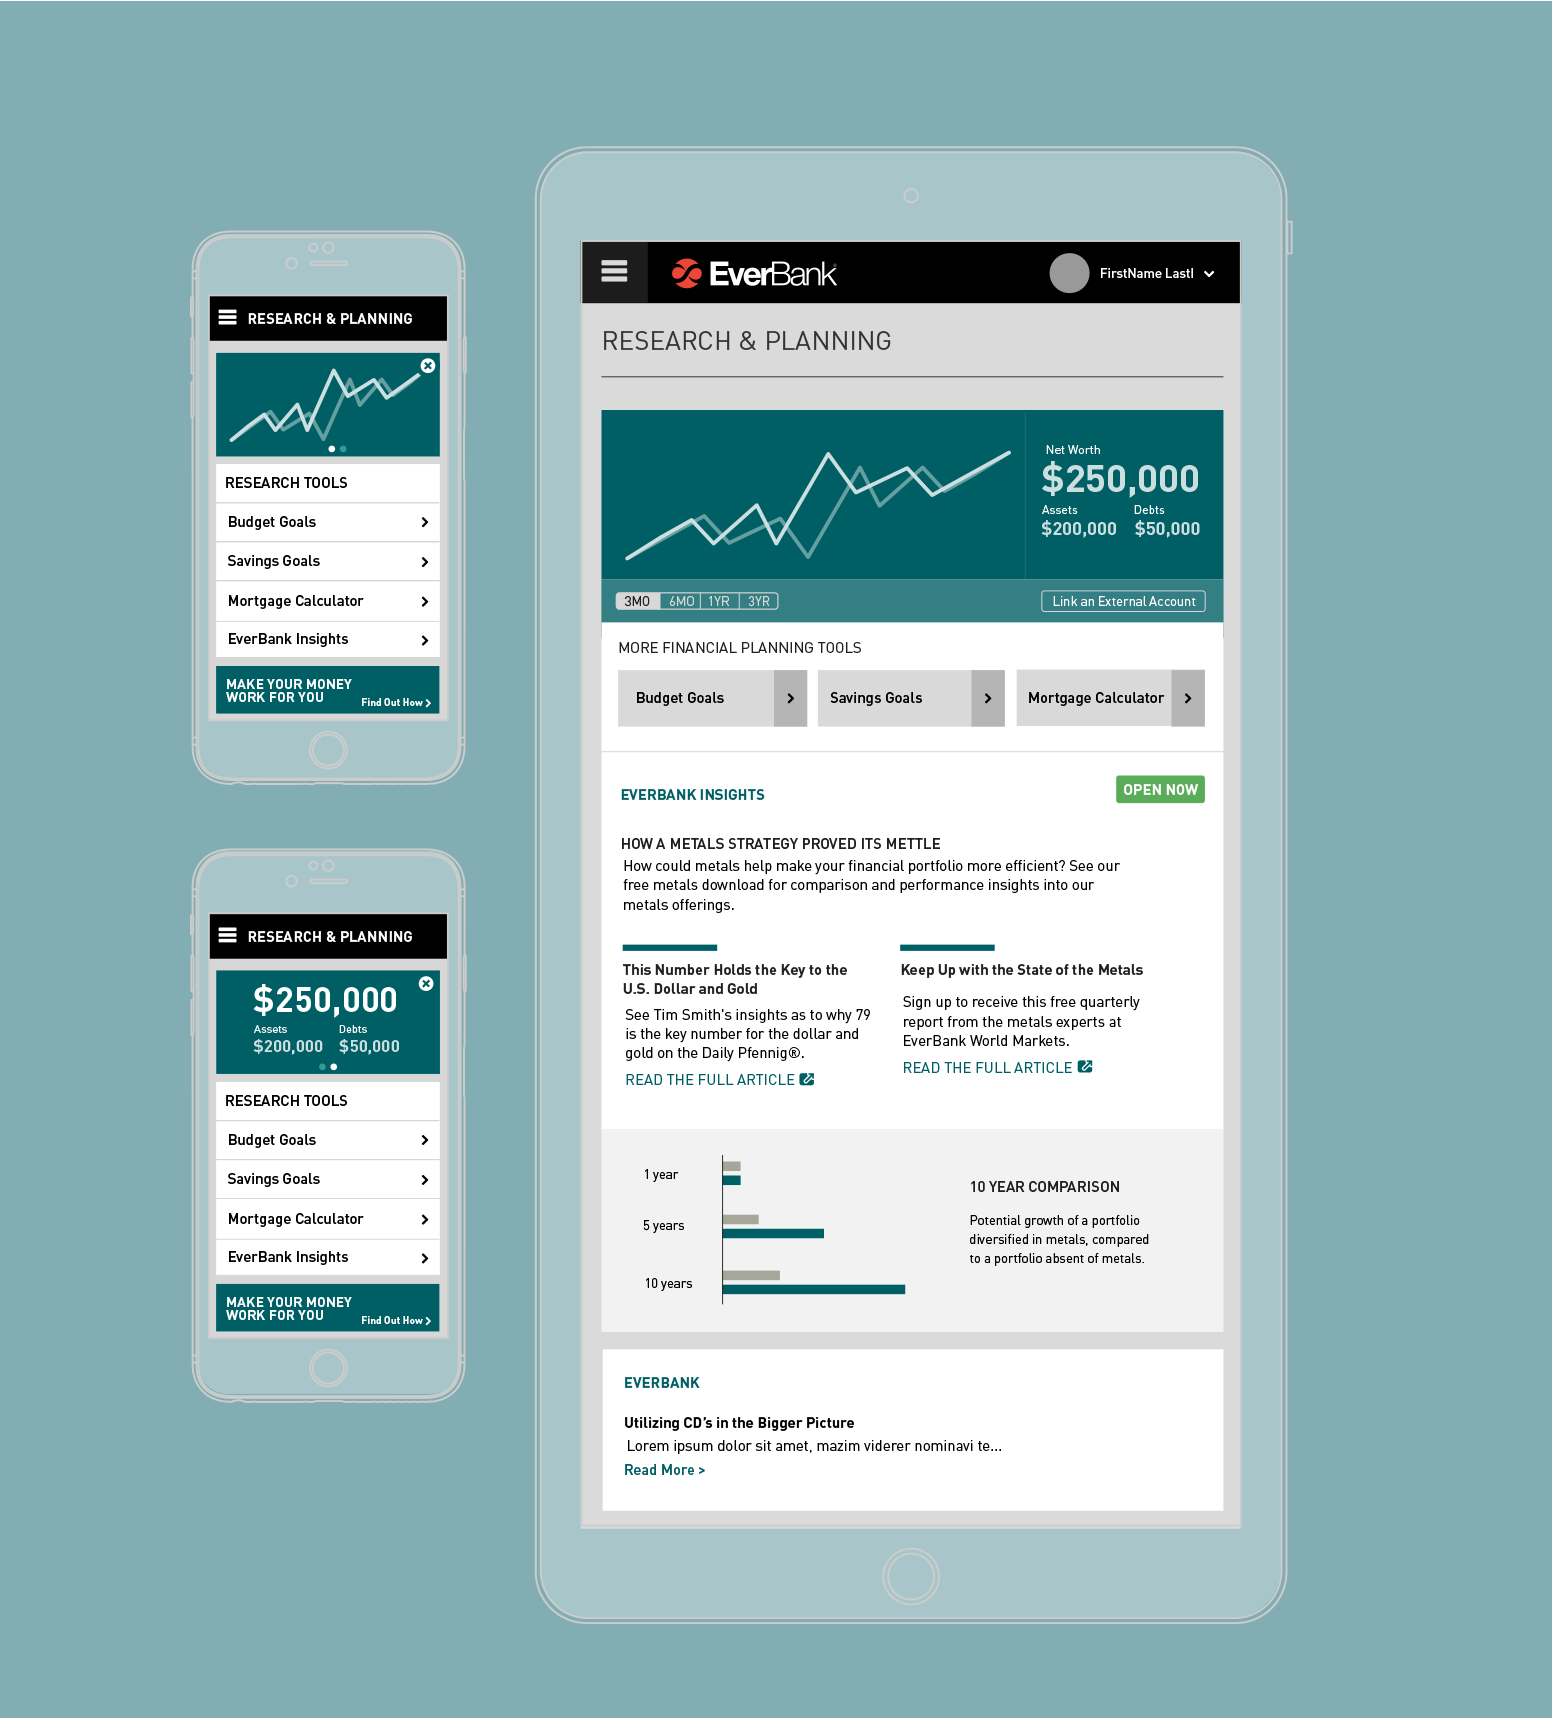 RESEARCH & PLANNING
RESEARCH TOOLS
Budget Goals
Savings Goals
Mortgage Calculator
EverBank Insights
MAKE YOUR MONEY
WORK FOR YOU
Find Out How
RESEARCH & PLANNING
$250,000
Assets Debts
$200,000 $50,000
RESEARCH TOOLS
Budget Goals
Savings Goals
Mortgage Calculator
EverBank Insights
MAKE YOUR MONEY
WORK FOR YOU
Find Out How
EverBank
FirstName Lastl
RESEARCH & PLANNING
Net Worth
$250,000
Assets Debts
$200,000 $50,000
3MO 6MO 1YR 3YR
Link an External Account
MORE FINANCIAL PLANNING TOOLS
Budget Goals
Savings Goals
Mortgage Calculator
EVERBANK INSIGHTS
OPEN NOW
HOW A METALS STRATEGY PROVED ITS METTLE
How could metals help make your financial portfolio more efficient? See our
free metals download for comparison and performance insights into our
metals offerings.
This Number Holds the Key to the
U.S. Dollar and Gold
See Tim Smith's insights as to why 79
is the key number for the dollar and
gold on the Daily Pfennig®.
READ THE FULL ARTICLE
Keep Up with the State of the Metals
Sign up to receive this free quarterly
report from the metals experts at
EverBank World Markets.
READ THE FULL ARTICLE
1 year
5 years
10 years
10 YEAR COMPARISON
Potential growth of a portfolio
diversified in metals, compared
to a portfolio absent of metals.
EVERBANK
Utilizing CD's in the Bigger Picture
Lorem ipsum dolor sit amet, mazim viderer nominavi te...
Read More >